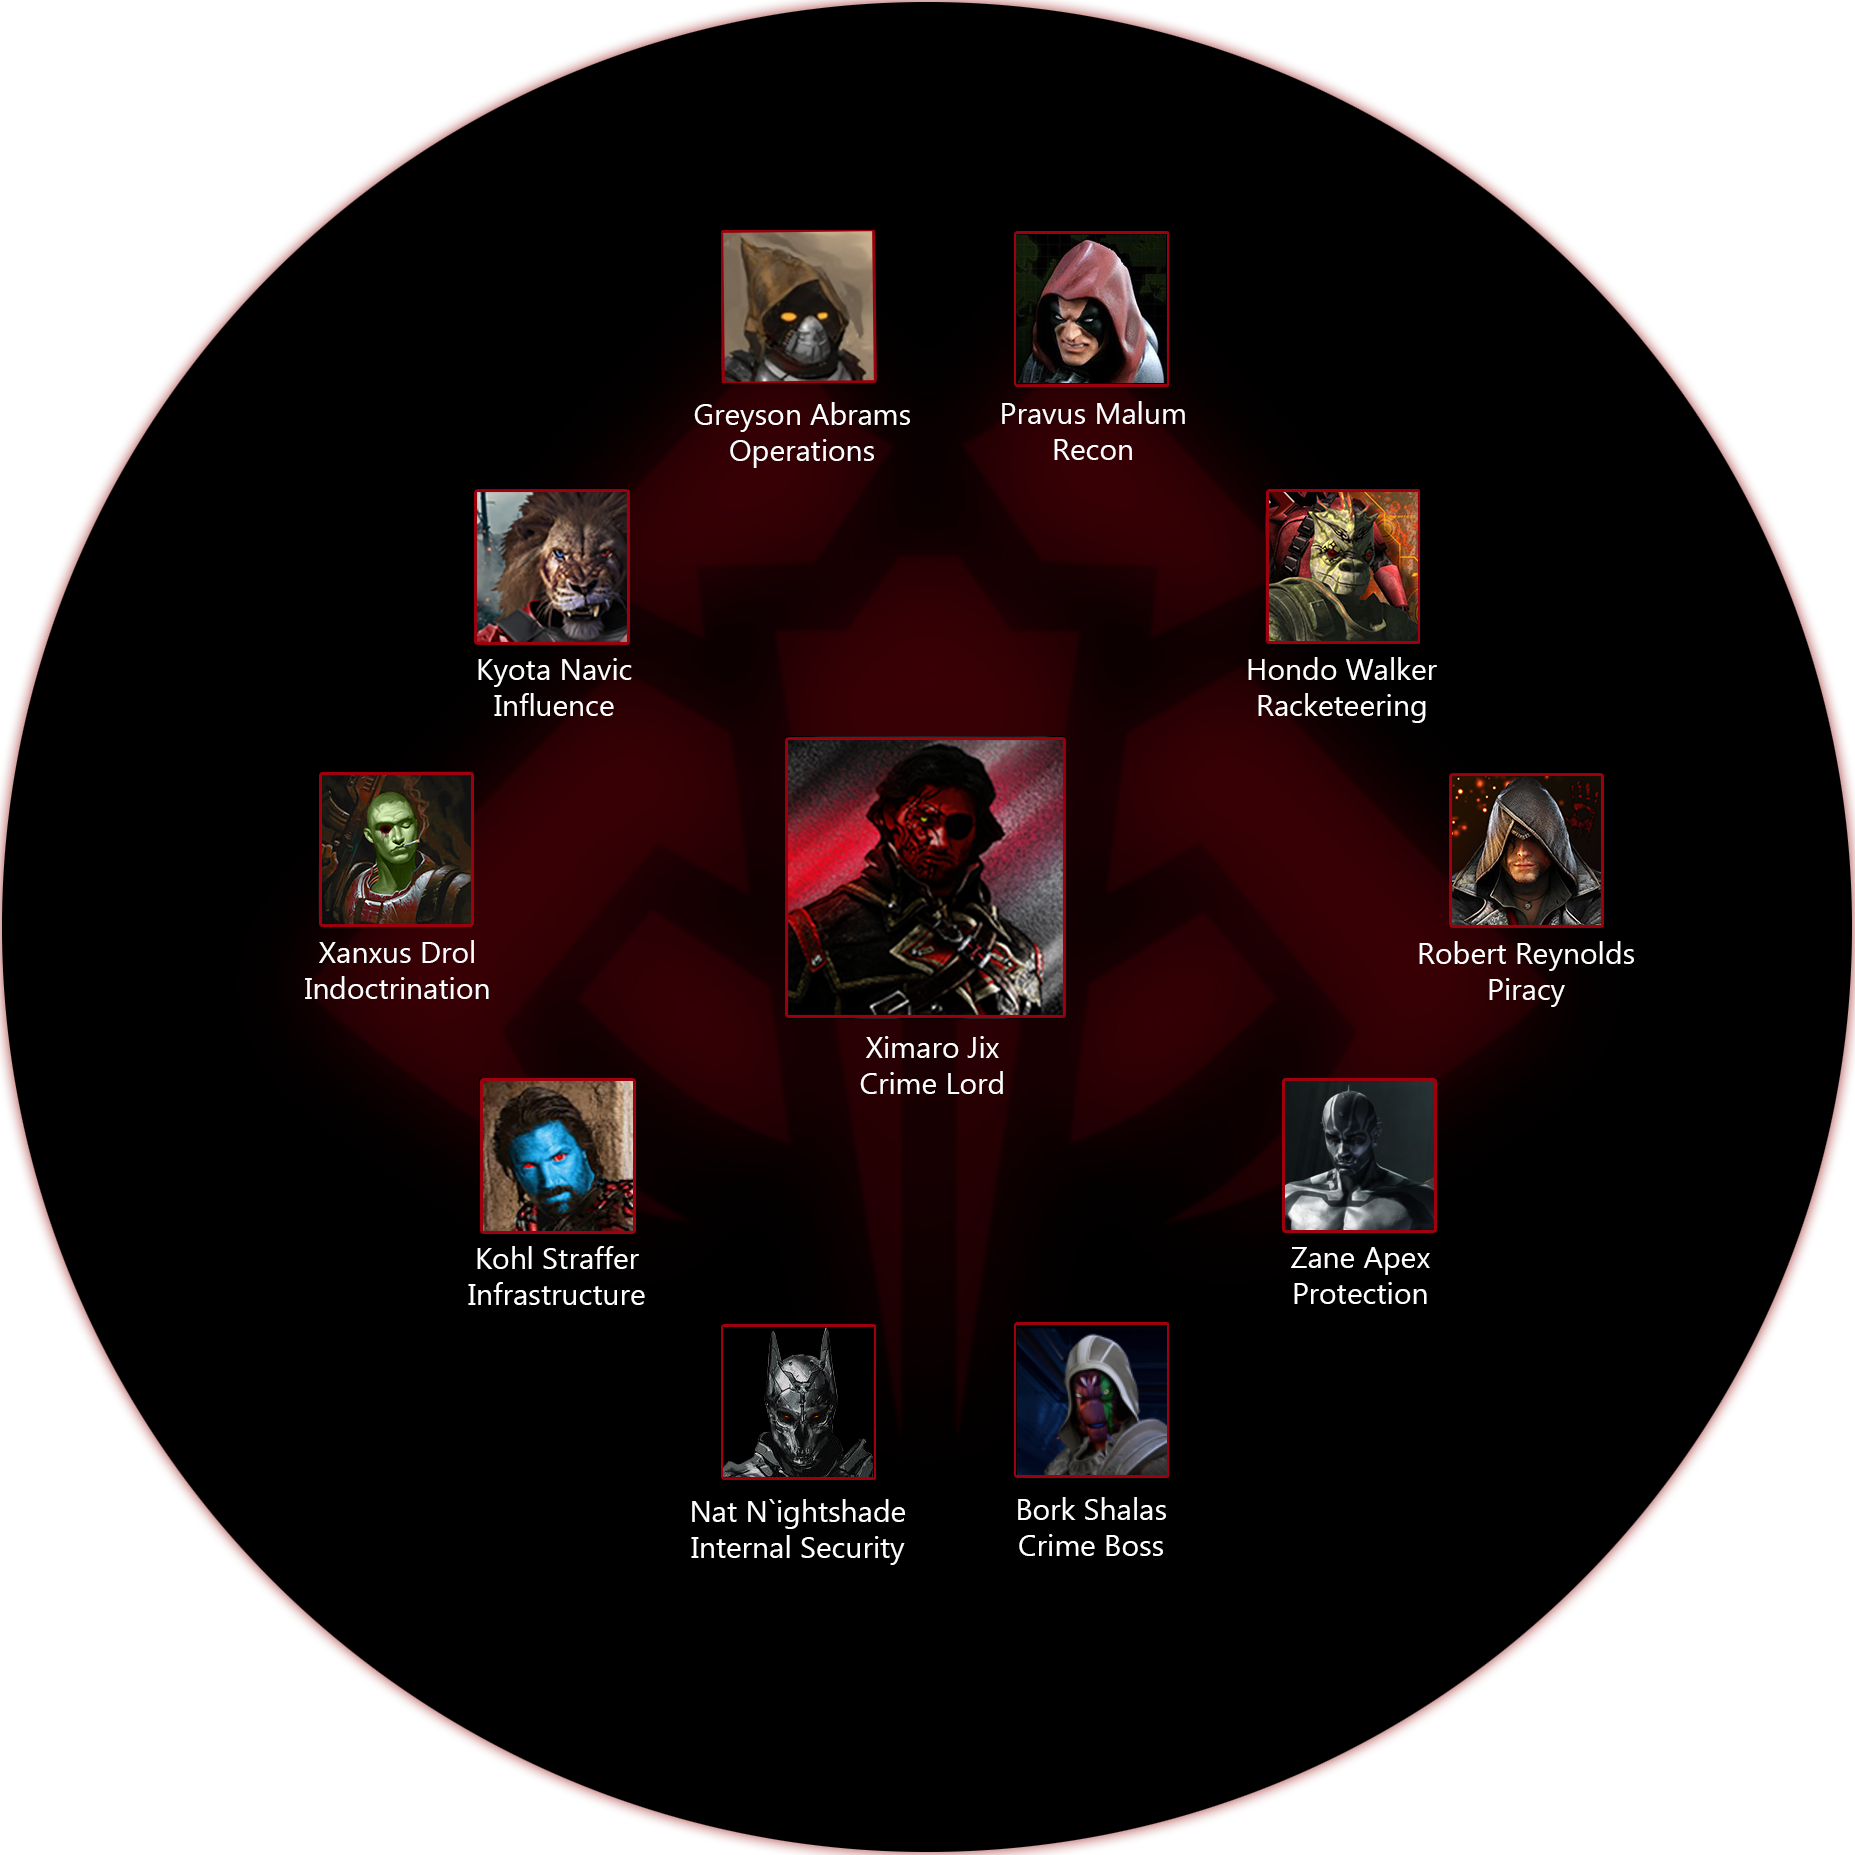 Greyson Abrams
Operations
Pravus Malum
Recon
Kyota Navic
Influence
Hondo Walker
Racketeering
Xanxus Drol
Indoctrination
Robert Reynolds
Piracy
Ximaro Jix
Crime Lord
Kohl Straffer
Infrastructure
Zane Apex
Protection
Nat N`ightshade
Internal Security
Bork Shalas
Crime Boss